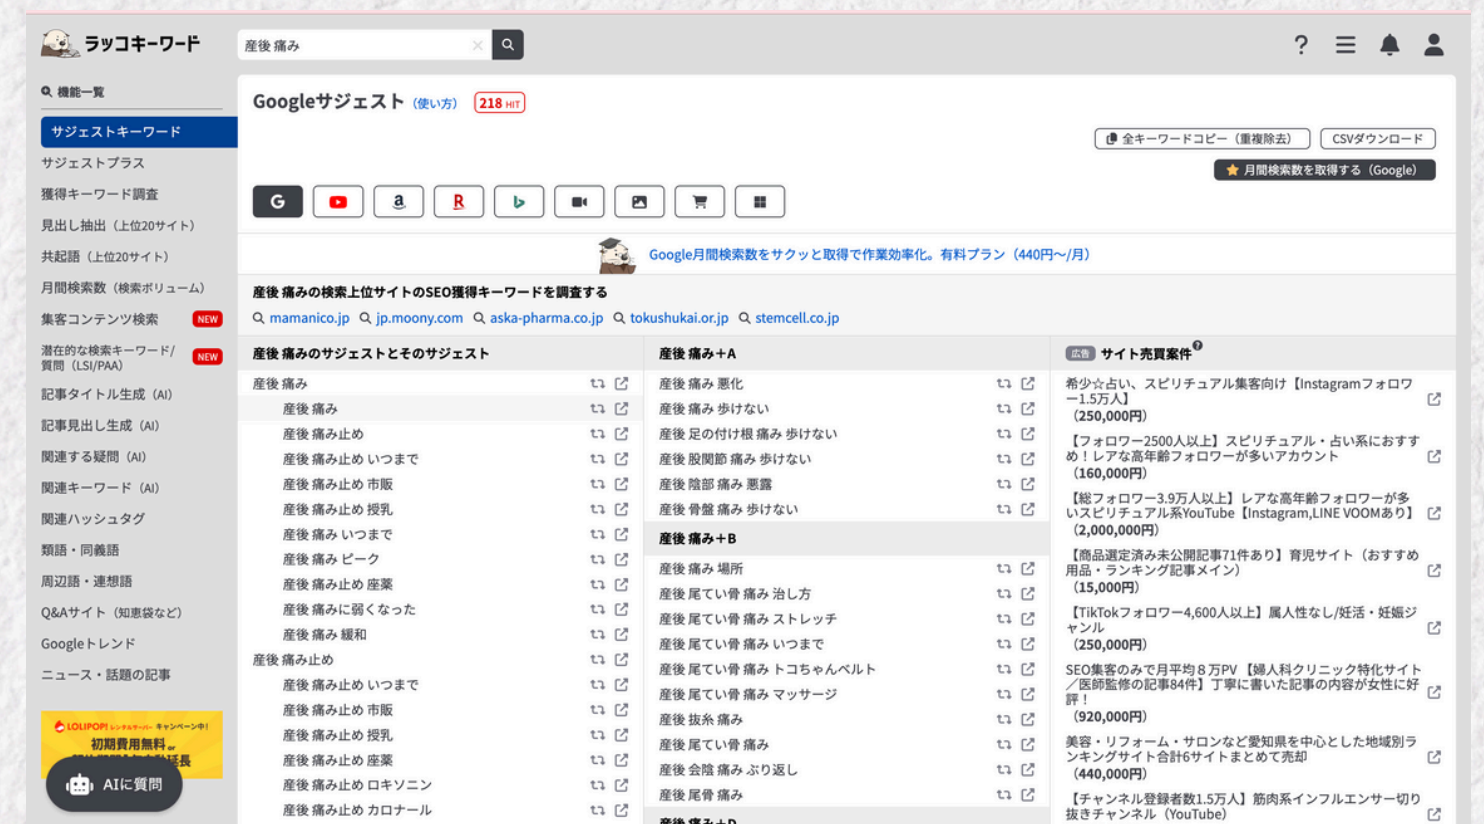 ラッコキーワード
産後 痛み
機能一覧
サジェストキーワード
サジェストプラス
獲得キーワード調査
見出し抽出（上位20サイト）
共起語（上位20サイト）
月間検索数（検索ボリューム）
集客コンテンツ検索 NEW
潜在的な検索キーワード/
質問（LSI/PAA） NEW
記事タイトル生成（AI）
記事見出し生成（AI）
関連する疑問（AI）
関連キーワード（AI）
関連ハッシュタグ
類語・同義語
周辺語・連想語
Q&Aサイト（知恵袋など）
Googleトレンド
ニュース・話題の記事
LOLIPOP! レンタルサーバー キャンペーン中!
初期費用無料 or
AIに質問
Googleサジェスト（使い方） 218 HIT
全キーワードコピー（重複除去） CSVダウンロード
月間検索数を取得する（Google）
Google月間検索数をサクッと取得で作業効率化。有料プラン（440円〜/月）
産後 痛みの検索上位サイトのSEO獲得キーワードを調査する
mamanico.jp jp.moony.com aska-pharma.co.jp tokushukai.or.jp stemcell.co.jp
産後 痛みのサジェストとそのサジェスト
産後 痛み
産後 痛み
産後 痛み止め
産後 痛み止め いつまで
産後 痛み止め 市販
産後 痛み止め 授乳
産後 痛み いつまで
産後 痛み ピーク
産後 痛み止め 座薬
産後 痛みに弱くなった
産後 痛み 緩和
産後 痛み止め
産後 痛み止め いつまで
産後 痛み止め 市販
産後 痛み止め 授乳
産後 痛み止め 座薬
産後 痛み止め ロキソニン
産後 痛み止め カロナール
産後 痛み＋A
産後 痛み 悪化
産後 痛み 歩けない
産後 足の付け根 痛み 歩けない
産後 股関節 痛み 歩けない
産後 陰部 痛み 悪露
産後 骨盤 痛み 歩けない
産後 痛み＋B
産後 痛み 場所
産後 尾てい骨 痛み 治し方
産後 尾てい骨 痛み ストレッチ
産後 尾てい骨 痛み いつまで
産後 尾てい骨 痛み トコちゃんベルト
産後 尾てい骨 痛み マッサージ
産後 抜糸 痛み
産後 尾てい骨 痛み
産後 会陰 痛み ぶり返し
産後 尾骨 痛み
産後 痛み＋D
広告 サイト売買案件
希少☆占い、スピリチュアル集客向け【Instagramフォロワ
ー1.5万人】
（250,000円）
【フォロワー2500人以上】スピリチュアル・占い系におすす
め！レアな高年齢フォロワーが多いアカウント
（160,000円）
【総フォロワー3.9万人以上】レアな高年齢フォロワーが多
いスピリチュアル系YouTube【Instagram,LINE VOOMあり】
（2,000,000円）
【商品選定済み未公開記事71件あり】育児サイト（おすすめ
用品・ランキング記事メイン）
（15,000円）
【TikTokフォロワー4,600人以上】属人性なし/妊活・妊娠ジ
ャンル
（250,000円）
SEO集客のみで月平均８万PV【婦人科クリニック特化サイト
／医師監修の記事84件】丁寧に書いた記事の内容が女性に好
評！
（920,000円）
美容・リフォーム・サロンなど愛知県を中心とした地域別ラ
ンキングサイト合計6サイトまとめて売却
（440,000円）
【チャンネル登録者数1.5万人】筋肉系インフルエンサー切り
抜きチャンネル（YouTube）